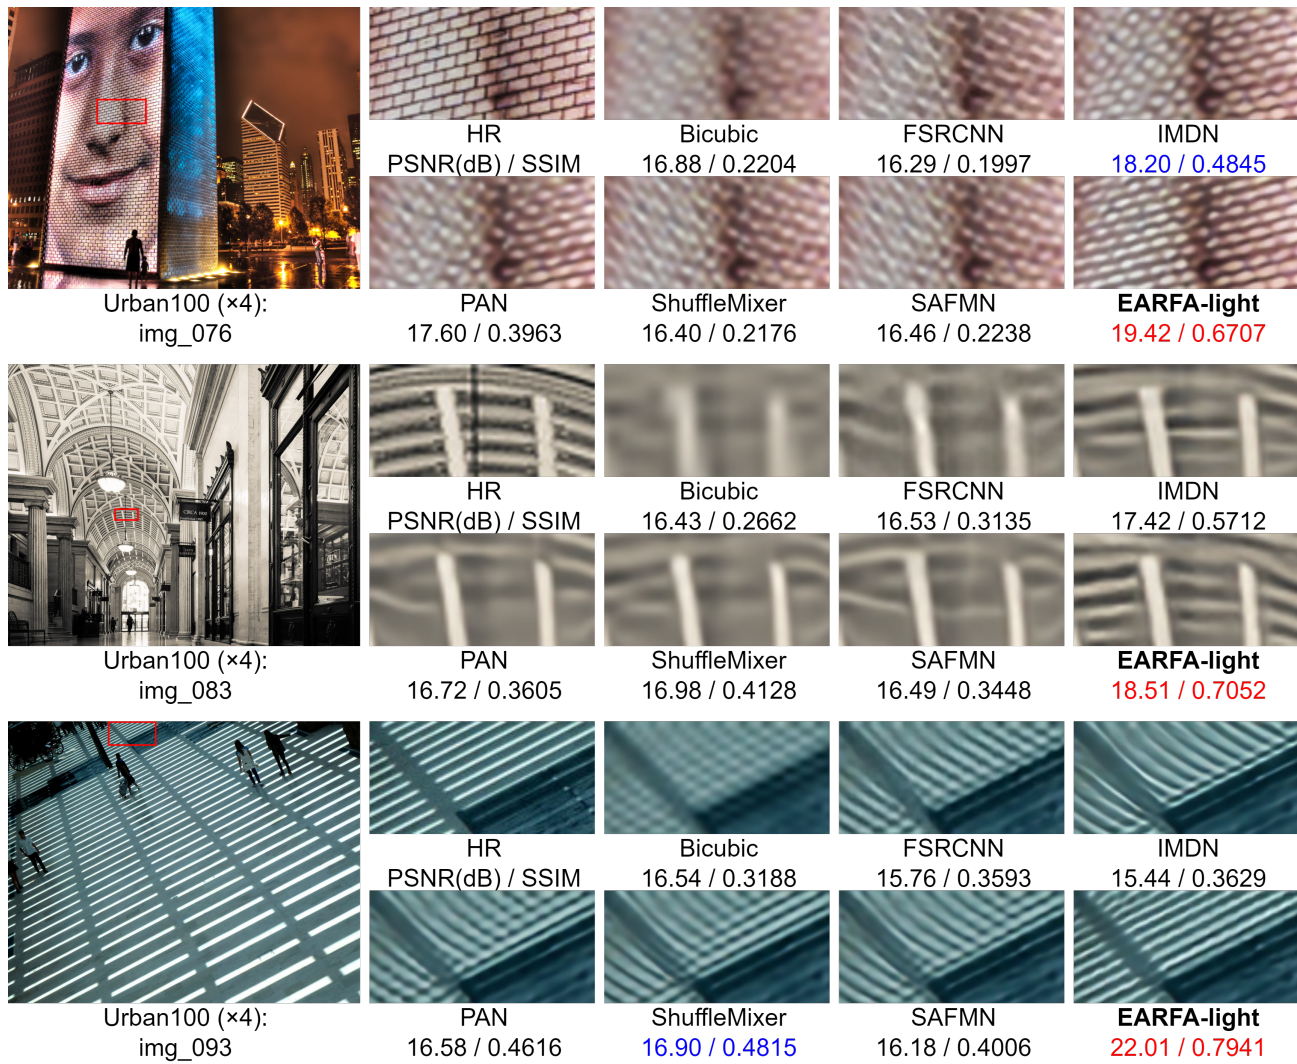 HR
Bicubic
FSRCNN
IMDN
PSNR(dB) / SSIM
16.88 / 0.2204
16.29 / 0.1997
18.20 / 0.4845
Urban100 (×4):
img_076
PAN
ShuffleMixer
SAFMN
EARFA-light
17.60 / 0.3963
16.40 / 0.2176
16.46 / 0.2238
19.42 / 0.6707
CIRCA 1900
HR
Bicubic
FSRCNN
IMDN
PSNR(dB) / SSIM
16.43 / 0.2662
16.53 / 0.3135
17.42 / 0.5712
Urban100 (×4):
img_083
PAN
ShuffleMixer
SAFMN
EARFA-light
16.72 / 0.3605
16.98 / 0.4128
16.49 / 0.3448
18.51 / 0.7052
HR
Bicubic
FSRCNN
IMDN
PSNR(dB) / SSIM
16.54 / 0.3188
15.76 / 0.3593
15.44 / 0.3629
Urban100 (×4):
img_093
PAN
ShuffleMixer
SAFMN
EARFA-light
16.58 / 0.4616
16.90 / 0.4815
16.18 / 0.4006
22.01 / 0.7941